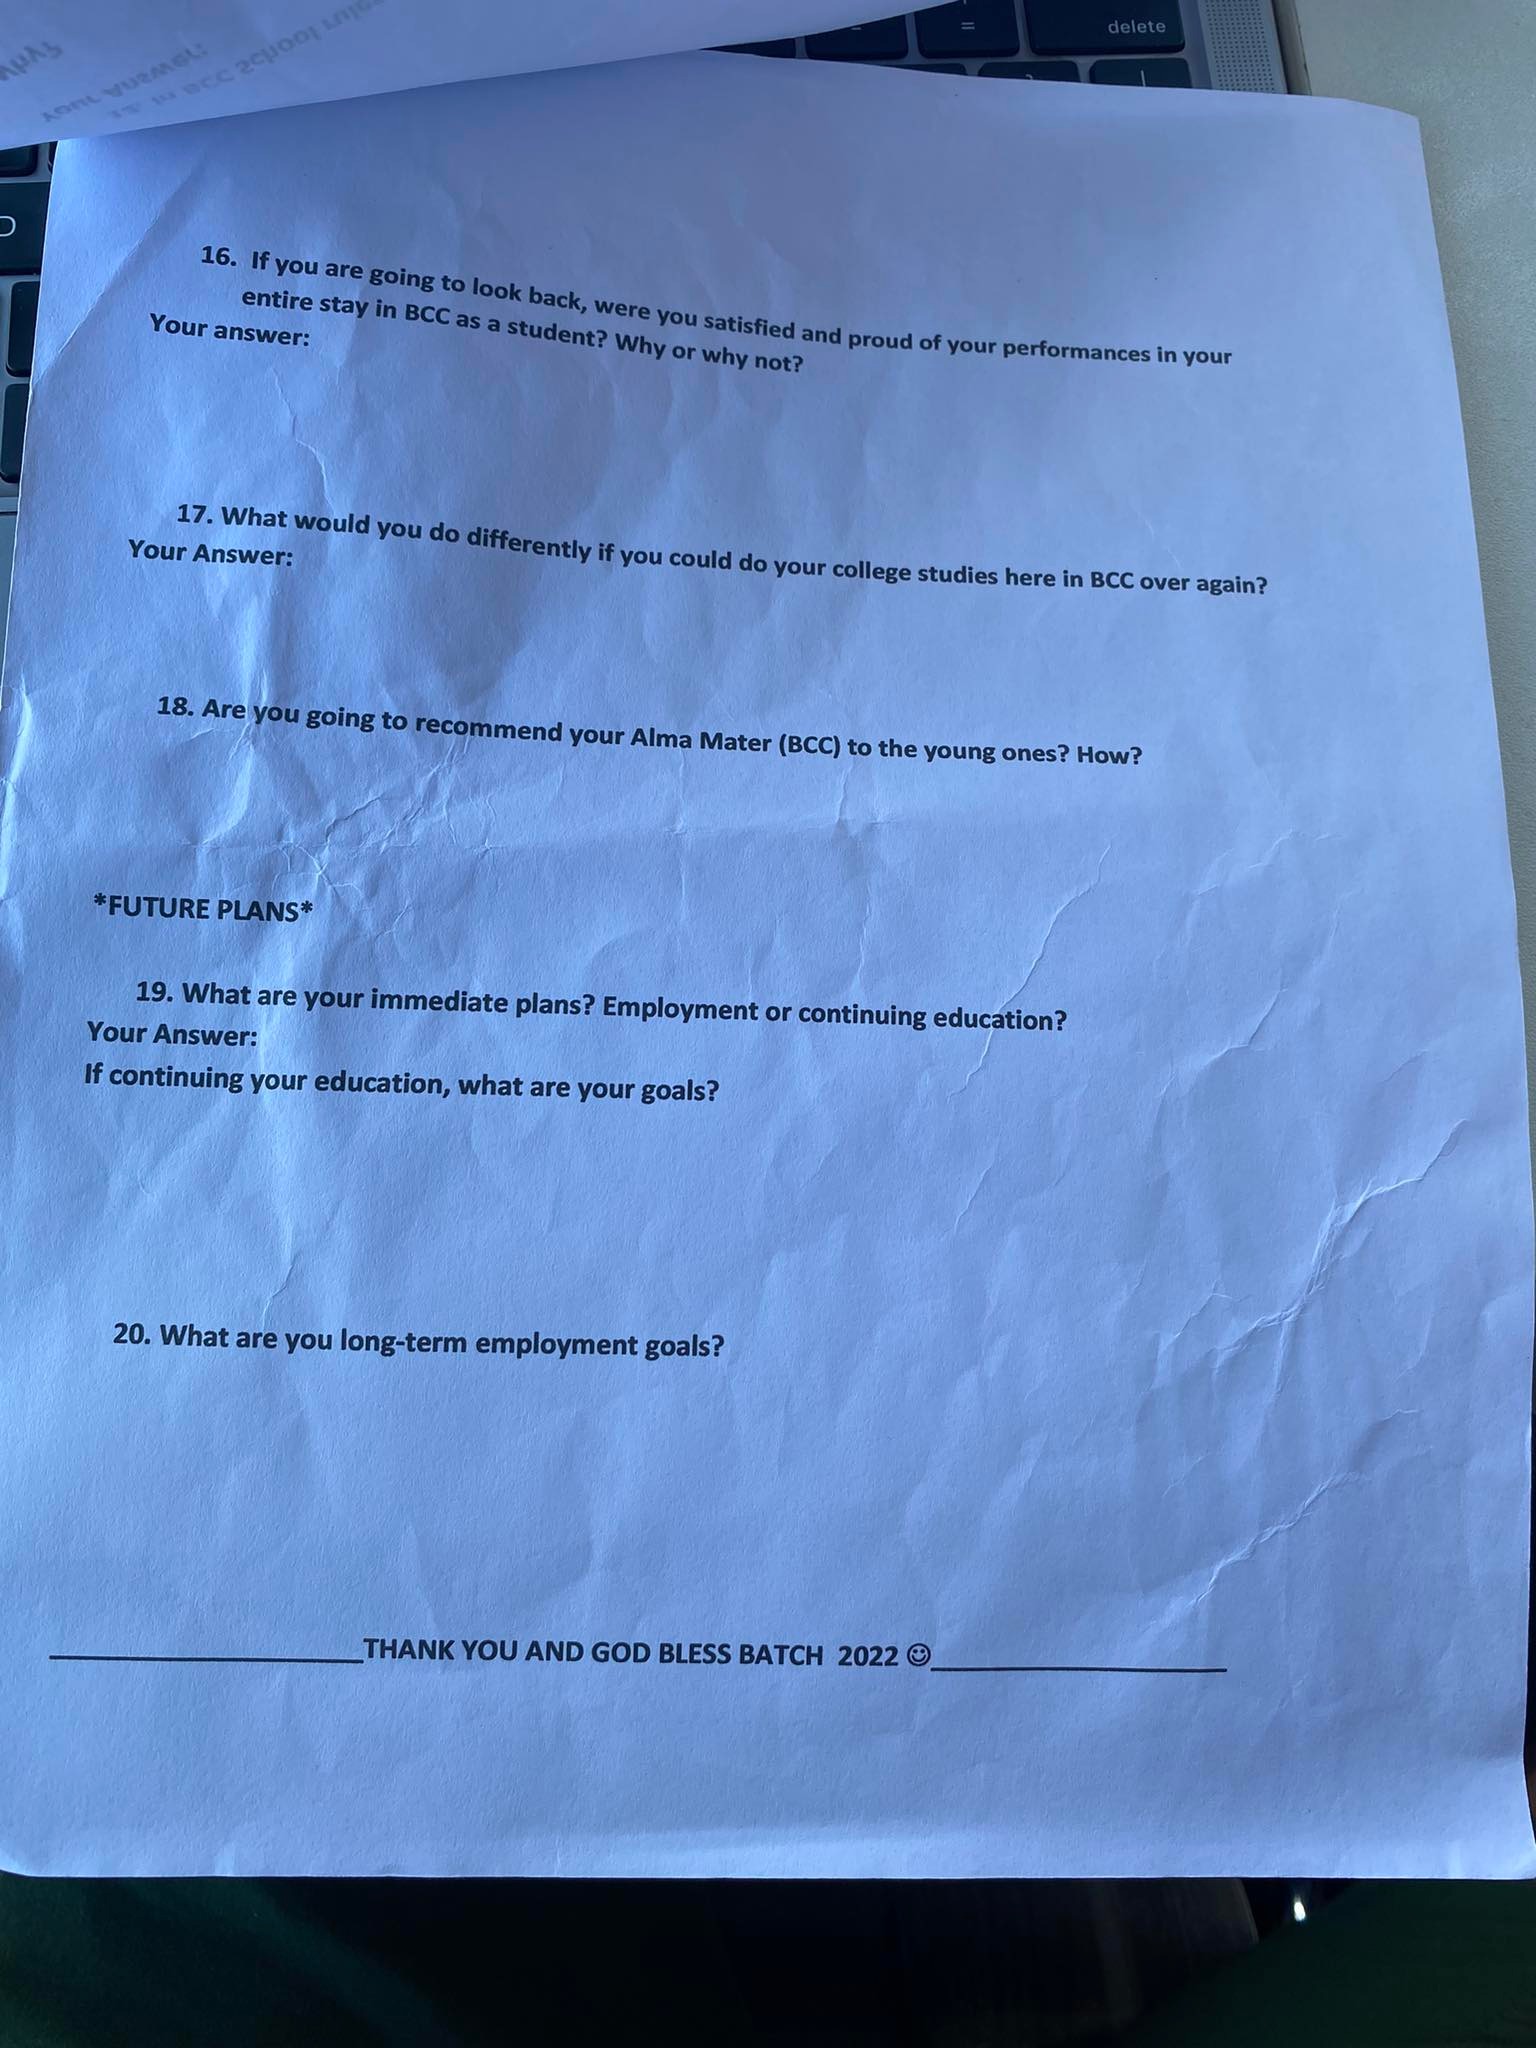 delete
=
Your Answer:
16. If you are going to look back, were you satisfied and proud of your performances in your
entire stay in BCC as a student? Why or why not?
Your answer:
17. What would you do differently if you could do your college studies here in BCC over again?
Your Answer:
18. Are you going to recommend your Alma Mater (BCC) to the young ones? How?
*FUTURE PLANS*
19. What are your immediate plans? Employment or continuing education?
Your Answer:
If continuing your education, what are your goals?
20. What are you long-term employment goals?
THANK YOU AND GOD BLESS BATCH 2022 ☺